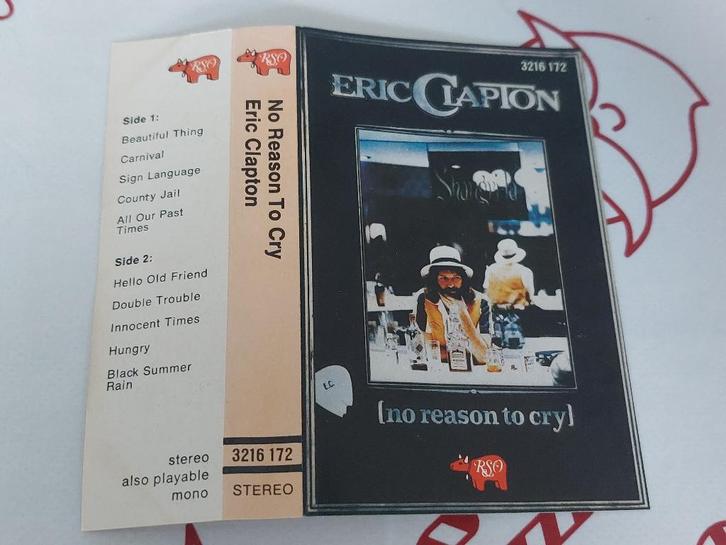 RSO
Side 1:
Beautiful Thing
Carnival
Sign Language
County Jail
All Our Past
Times
Side 2:
Hello Old Friend
Double Trouble
Innocent Times
Hungry
Black Summer
Rain
stereo
also playable
mono
RSO
No Reason To Cry
Eric Clapton
3216 172
STEREO
3216 172
ERIC CLAPTON
Shangri-la
E.C.
[no reason to cry]
RSO